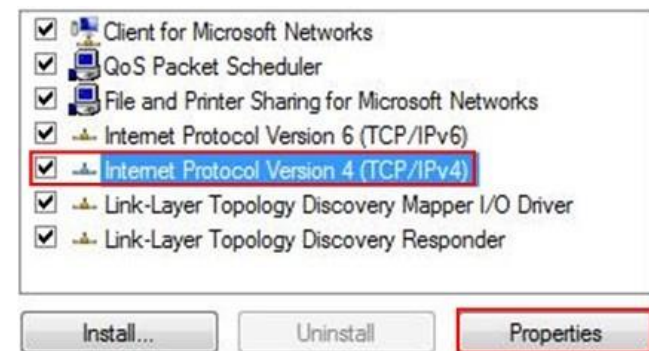 Client for Microsoft Networks
QoS Packet Scheduler
File and Printer Sharing for Microsoft Networks
Internet Protocol Version 6 (TCP/IPv6)
Internet Protocol Version 4 (TCP/IPv4)
Link-Layer Topology Discovery Mapper I/O Driver
Link-Layer Topology Discovery Responder
Install... Uninstall Properties